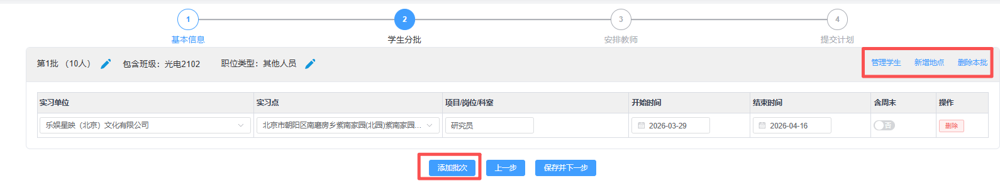 1 2 3 4
基本信息 学生分批 安排教师 提交计划
第1批 （10人） 包含班级：光电2102 职位类型：其他人员 管理学生 新增地点 删除本批
实习单位 实习点 项目/岗位/科室 开始时间 结束时间 含周末 操作
乐娱星映（北京）文化有限公司 北京市朝阳区南磨房乡紫南家园(北园)紫南家园... 研究员 2026-03-29 2026-04-16 否 删除
添加批次 上一步 保存并下一步